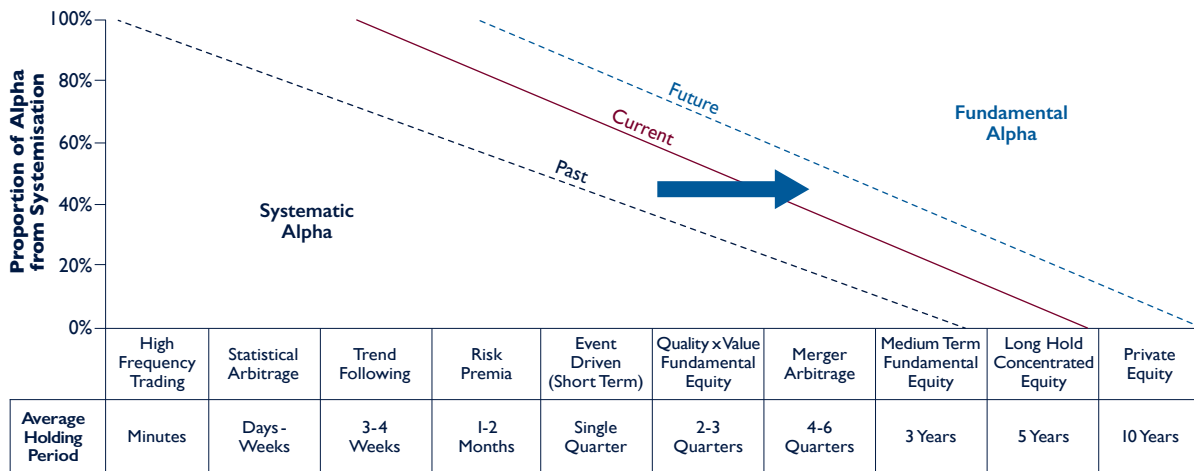 100%
80%
60%
40%
20%
0%
Proportion of Alpha
from Systemisation
Future
Current
Past
Fundamental
Alpha
Systematic
Alpha
High
Frequency
Trading
Statistical
Arbitrage
Trend
Following
Risk
Premia
Event
Driven
(Short Term)
Quality x Value
Fundamental
Equity
Merger
Arbitrage
Medium Term
Fundamental
Equity
Long Hold
Concentrated
Equity
Private
Equity
Average
Holding
Period
Minutes
Days-
Weeks
3-4
Weeks
1-2
Months
Single
Quarter
2-3
Quarters
4-6
Quarters
3 Years
5 Years
10 Years